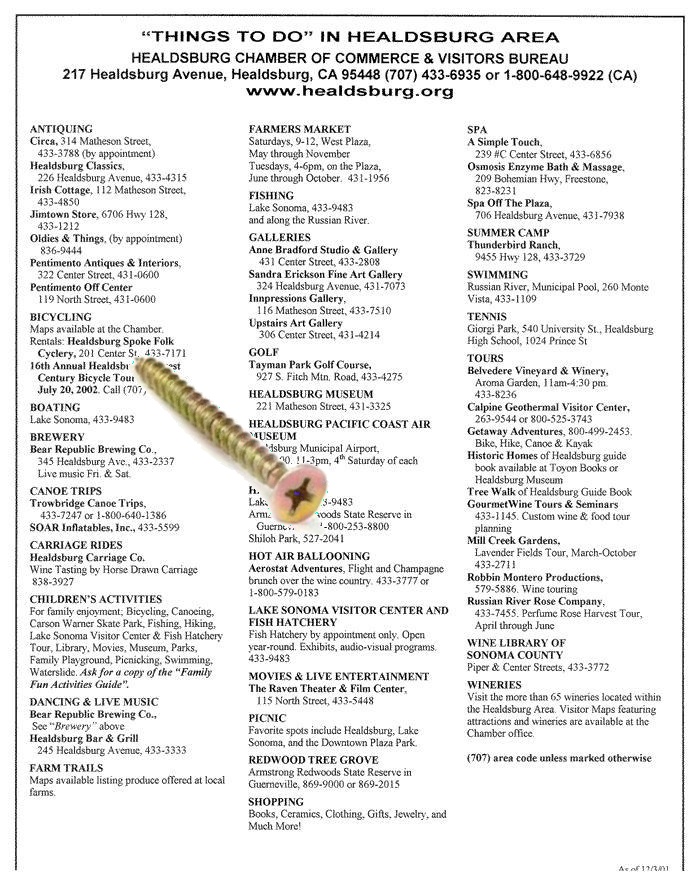 “THINGS TO DO” IN HEALDSBURG AREA
HEALDSBURG CHAMBER OF COMMERCE & VISITORS BUREAU
217 Healdsburg Avenue, Healdsburg, CA 95448 (707) 433-6935 or 1-800-648-9922 (CA)
www.healdsburg.org
ANTIQUING
Circa, 314 Matheson Street,
433-3788 (by appointment)
Healdsburg Classics,
226 Healdsburg Avenue, 433-4315
Irish Cottage, 112 Matheson Street,
433-4850
Jimtown Store, 6706 Hwy 128,
433-1212
Oldies & Things, (by appointment)
836-9444
Pentimento Antiques & Interiors,
322 Center Street, 431-0600
Pentimento Off Center
119 North Street, 431-0600
BICYCLING
Maps available at the Chamber.
Rentals: Healdsburg Spoke Folk
Cyclery, 201 Center St, 433-7171
16th Annual
Century Bicycle Tour
July 20, 2002. Call (707)
BOATING
Lake Sonoma, 433-9483
BREWERY
Bear Republic Brewing Co.,
345 Healdsburg Ave., 433-2337
Live music Fri. & Sat.
CANOE TRIPS
Trowbridge Canoe Trips,
433-7247 or 1-800-640-1386
SOAR Inflatables, Inc., 433-5599
CARRIAGE RIDES
Healdsburg Carriage Co.
Wine Tasting by Horse Drawn Carriage
838-3927
CHILDREN’S ACTIVITIES
For family enjoyment; Bicycling, Canoeing,
Carson Warner Skate Park, Fishing, Hiking,
Lake Sonoma Visitor Center & Fish Hatchery
Tour, Library, Movies, Museum, Parks,
Family Playground, Picnicking, Swimming,
Waterslide. Ask for a copy of the “Family
Fun Activities Guide”.
DANCING & LIVE MUSIC
Bear Republic Brewing Co.,
See “Brewery” above
Healdsburg Bar & Grill
245 Healdsburg Avenue, 433-3333
FARM TRAILS
Maps available listing produce offered at local
farms.
FARMERS MARKET
Saturdays, 9-12, West Plaza,
May through November
Tuesdays, 4-6pm, on the Plaza,
June through October. 431-1956
FISHING
Lake Sonoma, 433-9483
and along the Russian River.
GALLERIES
Anne Bradford Studio & Gallery
431 Center Street, 433-2808
Sandra Erickson Fine Art Gallery
324 Healdsburg Avenue, 431-7073
Innpressions Gallery,
116 Matheson Street, 433-7510
Upstairs Art Gallery
306 Center Street, 431-4214
GOLF
Tayman Park Golf Course,
927 S. Fitch Mtn. Road, 433-4275
HEALDSBURG MUSEUM
221 Matheson Street, 431-3325
HEALDSBURG PACIFIC COAST AIR
MUSEUM
Municipal Airport,
11-3pm, 4th Saturday of each
State Reserve in
1-800-253-8800
Shiloh Park, 527-2041
HOT AIR BALLOONING
Aerostat Adventures, Flight and Champagne
brunch over the wine country. 433-3777 or
1-800-579-0183
LAKE SONOMA VISITOR CENTER AND
FISH HATCHERY
Fish Hatchery by appointment only. Open
year-round. Exhibits, audio-visual programs.
433-9483
MOVIES & LIVE ENTERTAINMENT
The Raven Theater & Film Center,
115 North Street, 433-5448
PICNIC
Favorite spots include Healdsburg, Lake
Sonoma, and the Downtown Plaza Park.
REDWOOD TREE GROVE
Armstrong Redwoods State Reserve in
Guerneville, 869-9000 or 869-2015
SHOPPING
Books, Ceramics, Clothing, Gifts, Jewelry, and
Much More!
SPA
A Simple Touch,
239 #C Center Street, 433-6856
Osmosis Enzyme Bath & Massage,
209 Bohemian Hwy, Freestone,
823-8231
Spa Off The Plaza,
706 Healdsburg Avenue, 431-7938
SUMMER CAMP
Thunderbird Ranch,
9455 Hwy 128, 433-3729
SWIMMING
Russian River, Municipal Pool, 260 Monte
Vista, 433-1109
TENNIS
Giorgi Park, 540 University St., Healdsburg
High School, 1024 Prince St
TOURS
Belvedere Vineyard & Winery,
Aroma Garden, 11am-4:30 pm.
433-8236
Calpine Geothermal Visitor Center,
263-9544 or 800-525-3743
Getaway Adventures, 800-499-2453.
Bike, Hike, Canoe & Kayak
Historic Homes of Healdsburg guide
book available at Toyon Books or
Healdsburg Museum
Tree Walk of Healdsburg Guide Book
GourmetWine Tours & Seminars
433-1145. Custom wine & food tour
planning
Mill Creek Gardens,
Lavender Fields Tour, March-October
433-2711
Robbin Montero Productions,
579-5886. Wine touring
Russian River Rose Company,
433-7455. Perfume Rose Harvest Tour,
April through June
WINE LIBRARY OF
SONOMA COUNTY
Piper & Center Streets, 433-3772
WINERIES
Visit the more than 65 wineries located within
the Healdsburg Area. Visitor Maps featuring
attractions and wineries are available at the
Chamber office.
(707) area code unless marked otherwise
As of 12/3/01